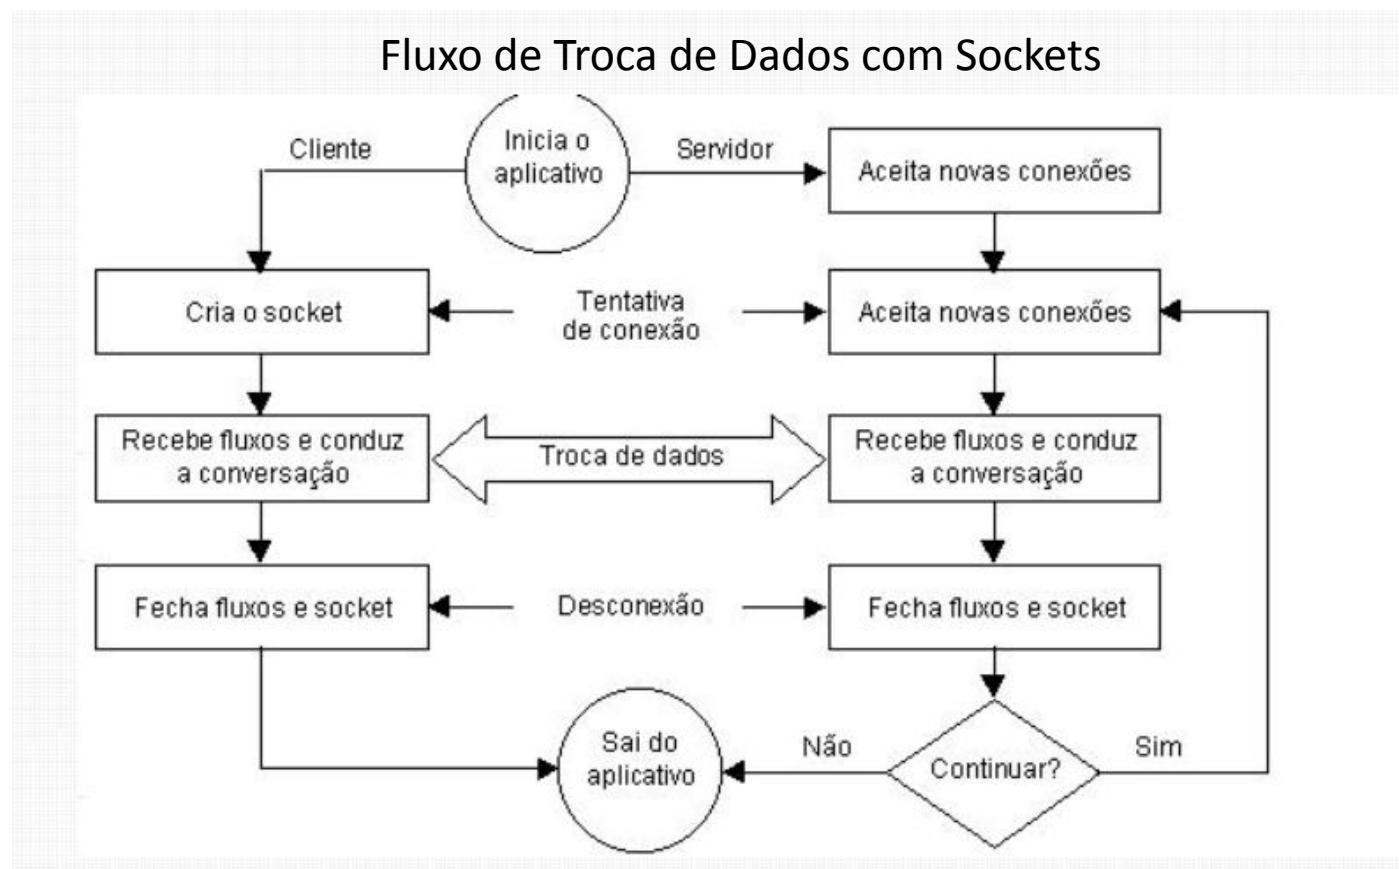 Fluxo de Troca de Dados com Sockets
Cliente
Inicia o
aplicativo
Servidor
Aceita novas conexões
Cria o socket
Tentativa
de conexão
Aceita novas conexões
Recebe fluxos e conduz
a conversação
Troca de dados
Recebe fluxos e conduz
a conversação
Fecha fluxos e socket
Desconexão
Fecha fluxos e socket
Sai do
aplicativo
Não
Continuar?
Sim